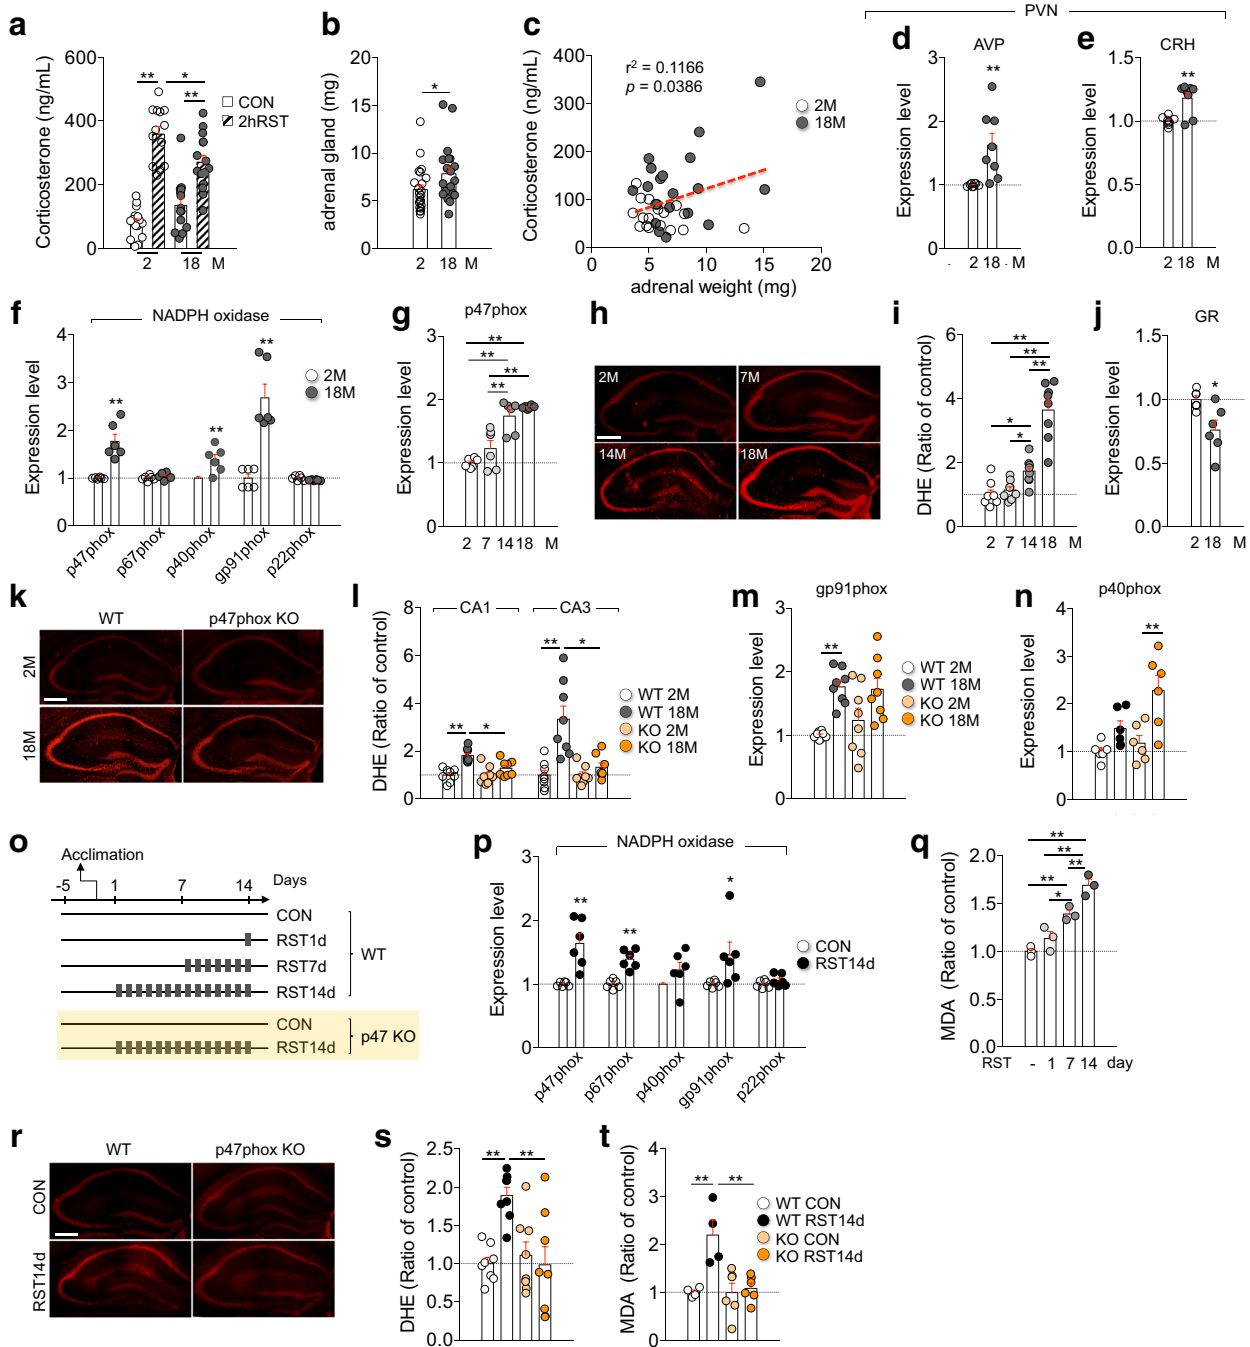 PVN
a
Corticosterone (ng/mL)
600
400
200
0
**
*
**
CON
2hRST
2
18
M
b
adrenal gland (mg)
20
15
10
5
0
*
2
18
M
c
Corticosterone (ng/mL)
400
300
200
100
0
r² = 0.1166
p = 0.0386
2M
18M
0
5
10
15
20
adrenal weight (mg)
d
AVP
Expression level
3
2
1
0
**
2
18
M
e
CRH
Expression level
1.5
1.0
0.5
0.0
**
2
18
M
f
NADPH oxidase
Expression level
4
3
2
1
0
**
**
**
2M
18M
p47phox
p67phox
p40phox
gp91phox
p22phox
g
p47phox
Expression level
3
2
1
0
**
**
**
**
2
7
14
18
M
h
2M
7M
14M
18M
i
DHE (Ratio of control)
6
4
2
0
**
**
**
*
*
2
7
14
18
M
j
GR
Expression level
1.5
1.0
0.5
0.0
*
2
18
M
k
WT
p47phox KO
2M
18M
l
DHE (Ratio of control)
8
6
4
2
0
CA1
CA3
**
*
**
*
WT 2M
WT 18M
KO 2M
KO 18M
m
gp91phox
Expression level
3
2
1
0
**
WT 2M
WT 18M
KO 2M
KO 18M
n
p40phox
Expression level
4
3
2
1
0
**
o
Acclimation
-5
1
7
14
Days
CON
RST1d
RST7d
RST14d
WT
CON
RST14d
p47 KO
p
NADPH oxidase
Expression level
3
2
1
0
**
**
*
CON
RST14d
p47phox
p67phox
p40phox
gp91phox
p22phox
q
MDA (Ratio of control)
2.0
1.5
1.0
0.5
0.0
**
**
**
**
*
RST
-
1
7
14
day
r
WT
p47phox KO
CON
RST14d
s
DHE (Ratio of control)
2.5
2.0
1.5
1.0
0.5
0.0
**
**
t
MDA (Ratio of control)
4
3
2
1
0
**
**
WT CON
WT RST14d
KO CON
KO RST14d